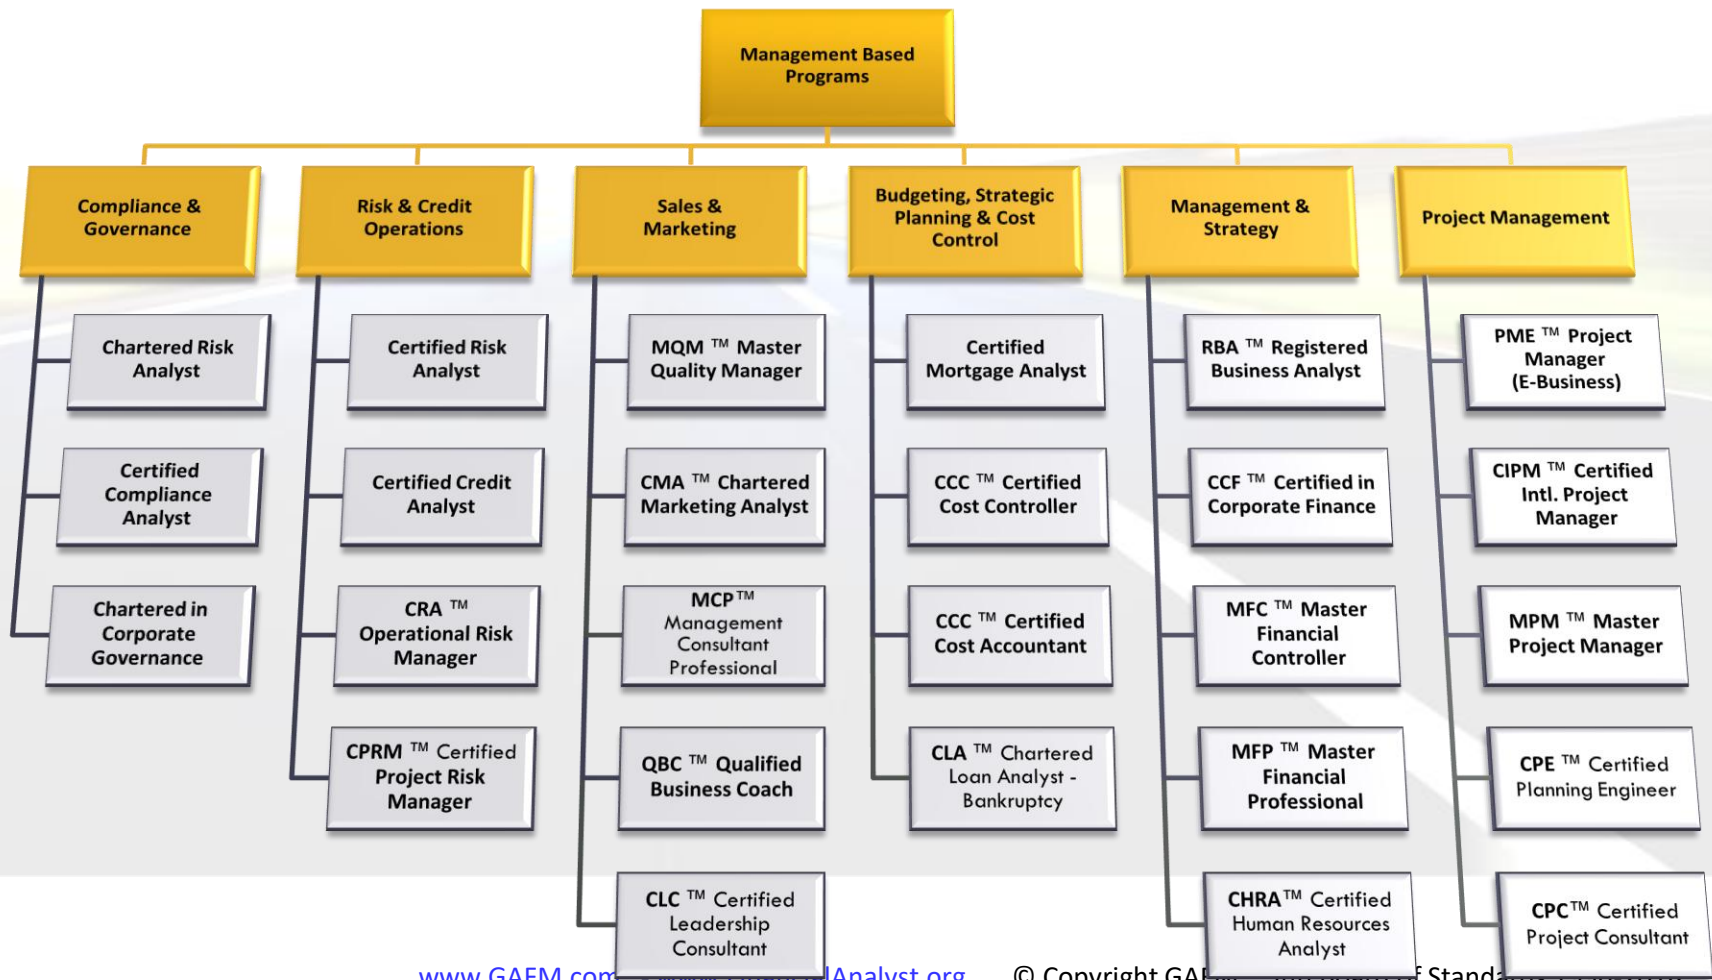 Management Based
Programs
Compliance &
Governance
Chartered Risk
Analyst
Certified
Compliance
Analyst
Chartered in
Corporate
Governance
Risk & Credit
Operations
Certified Risk
Analyst
Certified Credit
Analyst
CRA ™
Operational Risk
Manager
CPRM ™ Certified
Project Risk
Manager
Sales &
Marketing
MQM ™ Master
Quality Manager
CMA ™ Chartered
Marketing Analyst
MCP™
Management
Consultant
Professional
QBC ™ Qualified
Business Coach
CLC ™ Certified
Leadership
Consultant
Budgeting, Strategic
Planning & Cost
Control
Certified
Mortgage Analyst
CCC ™ Certified
Cost Controller
CCC ™ Certified
Cost Accountant
CLA ™ Chartered
Loan Analyst -
Bankruptcy
Management &
Strategy
RBA ™ Registered
Business Analyst
CCF ™ Certified in
Corporate Finance
MFC ™ Master
Financial
Controller
MFP ™ Master
Financial
Professional
CHRA™ Certified
Human Resources
Analyst
Project Management
PME ™ Project
Manager
(E-Business)
CIPM ™ Certified
Intl. Project
Manager
MPM ™ Master
Project Manager
CPE ™ Certified
Planning Engineer
CPC™ Certified
Project Consultant
www.GAFM.com © Copyright